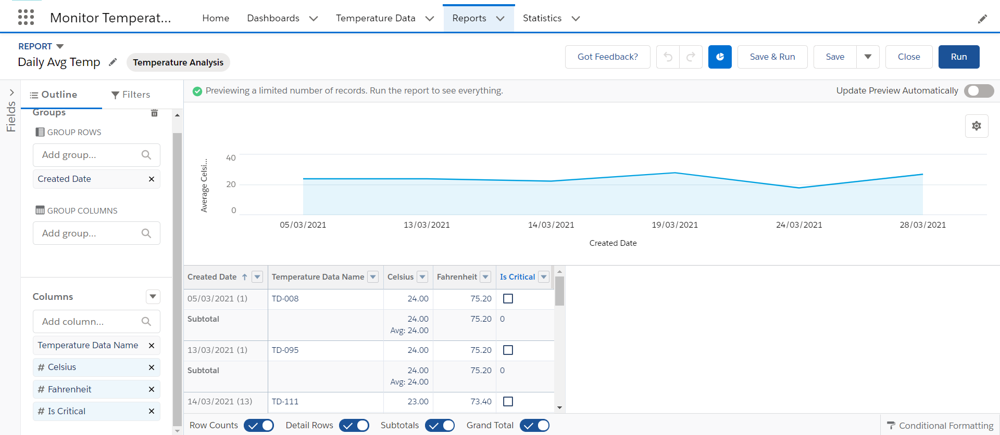 Monitor Temperat...
Home
Dashboards
Temperature Data
Reports
Statistics
REPORT
Daily Avg Temp
Temperature Analysis
Got Feedback?
Save & Run
Save
Close
Run
Fields
Outline
Filters
Groups
GROUP ROWS
Add group...
Created Date
GROUP COLUMNS
Add group...
Columns
Add column...
Temperature Data Name
# Celsius
# Fahrenheit
# Is Critical
Previewing a limited number of records. Run the report to see everything.
Update Preview Automatically
Average Celsi...
40
20
0
05/03/2021 13/03/2021 14/03/2021 19/03/2021 24/03/2021 28/03/2021
Created Date
Created Date Temperature Data Name Celsius Fahrenheit Is Critical
05/03/2021 (1) TD-008 24.00 75.20
Subtotal 24.00 75.20 0
Avg: 24.00
13/03/2021 (1) TD-095 24.00 75.20
Subtotal 24.00 75.20 0
Avg: 24.00
14/03/2021 (13) TD-111 23.00 73.40
Row Counts Detail Rows Subtotals Grand Total
Conditional Formatting